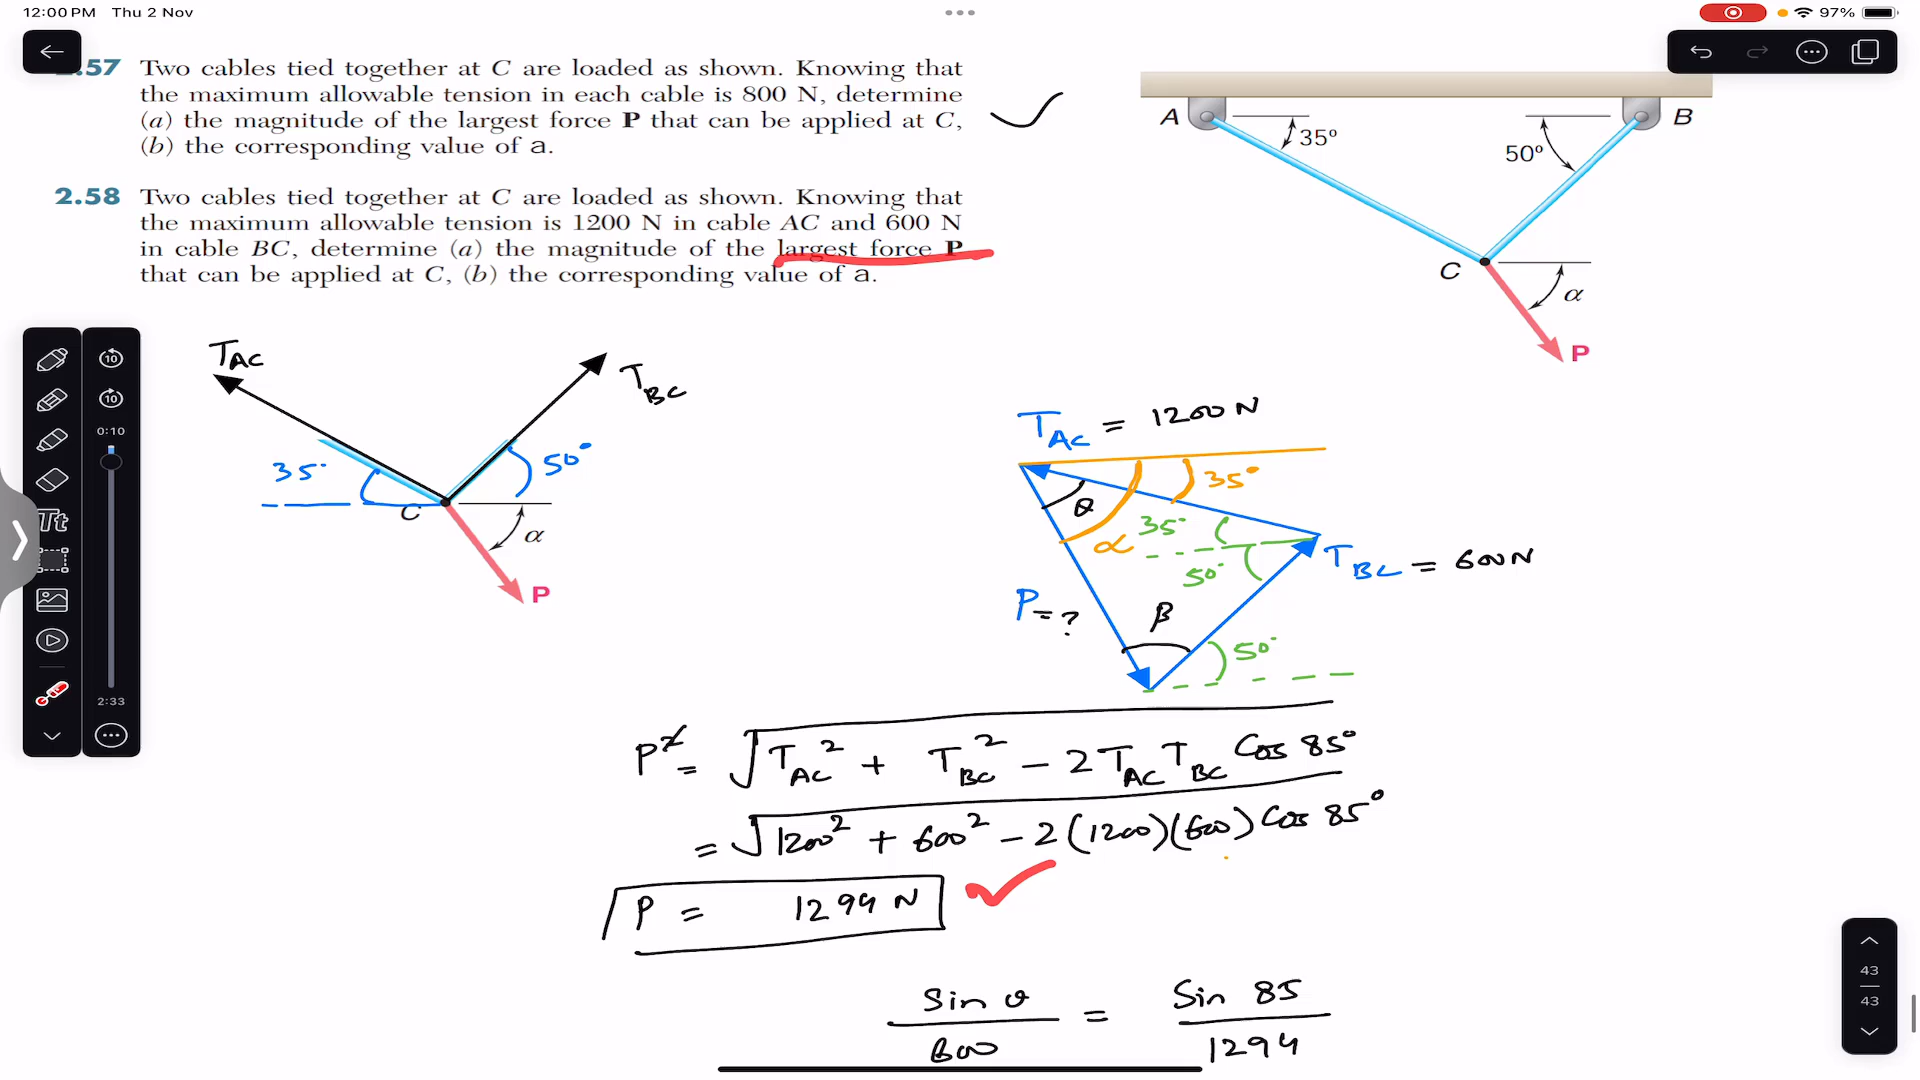 12:00 PM Thu 2 Nov
97%
.57 Two cables tied together at C are loaded as shown. Knowing that
the maximum allowable tension in each cable is 800 N, determine
(a) the magnitude of the largest force P that can be applied at C,
(b) the corresponding value of a.
2.58 Two cables tied together at C are loaded as shown. Knowing that
the maximum allowable tension is 1200 N in cable AC and 600 N
in cable BC, determine (a) the magnitude of the largest force P
that can be applied at C, (b) the corresponding value of a.
A
B
35°
50°
C
α
P
10
10
0:10
Tt
2:33
T_AC
T_BC
35°
50°
C
α
P
T_AC = 1200 N
35°
θ
α
35°
50°
T_BC = 600 N
P = ?
β
50°
P² = √T_AC² + T_BC² - 2 T_AC T_BC Cos 85°
= √1200² + 600² - 2 (1200)(600) Cos 85°
P = 1294 N
Sin θ = Sin 85
600 1294
43
43